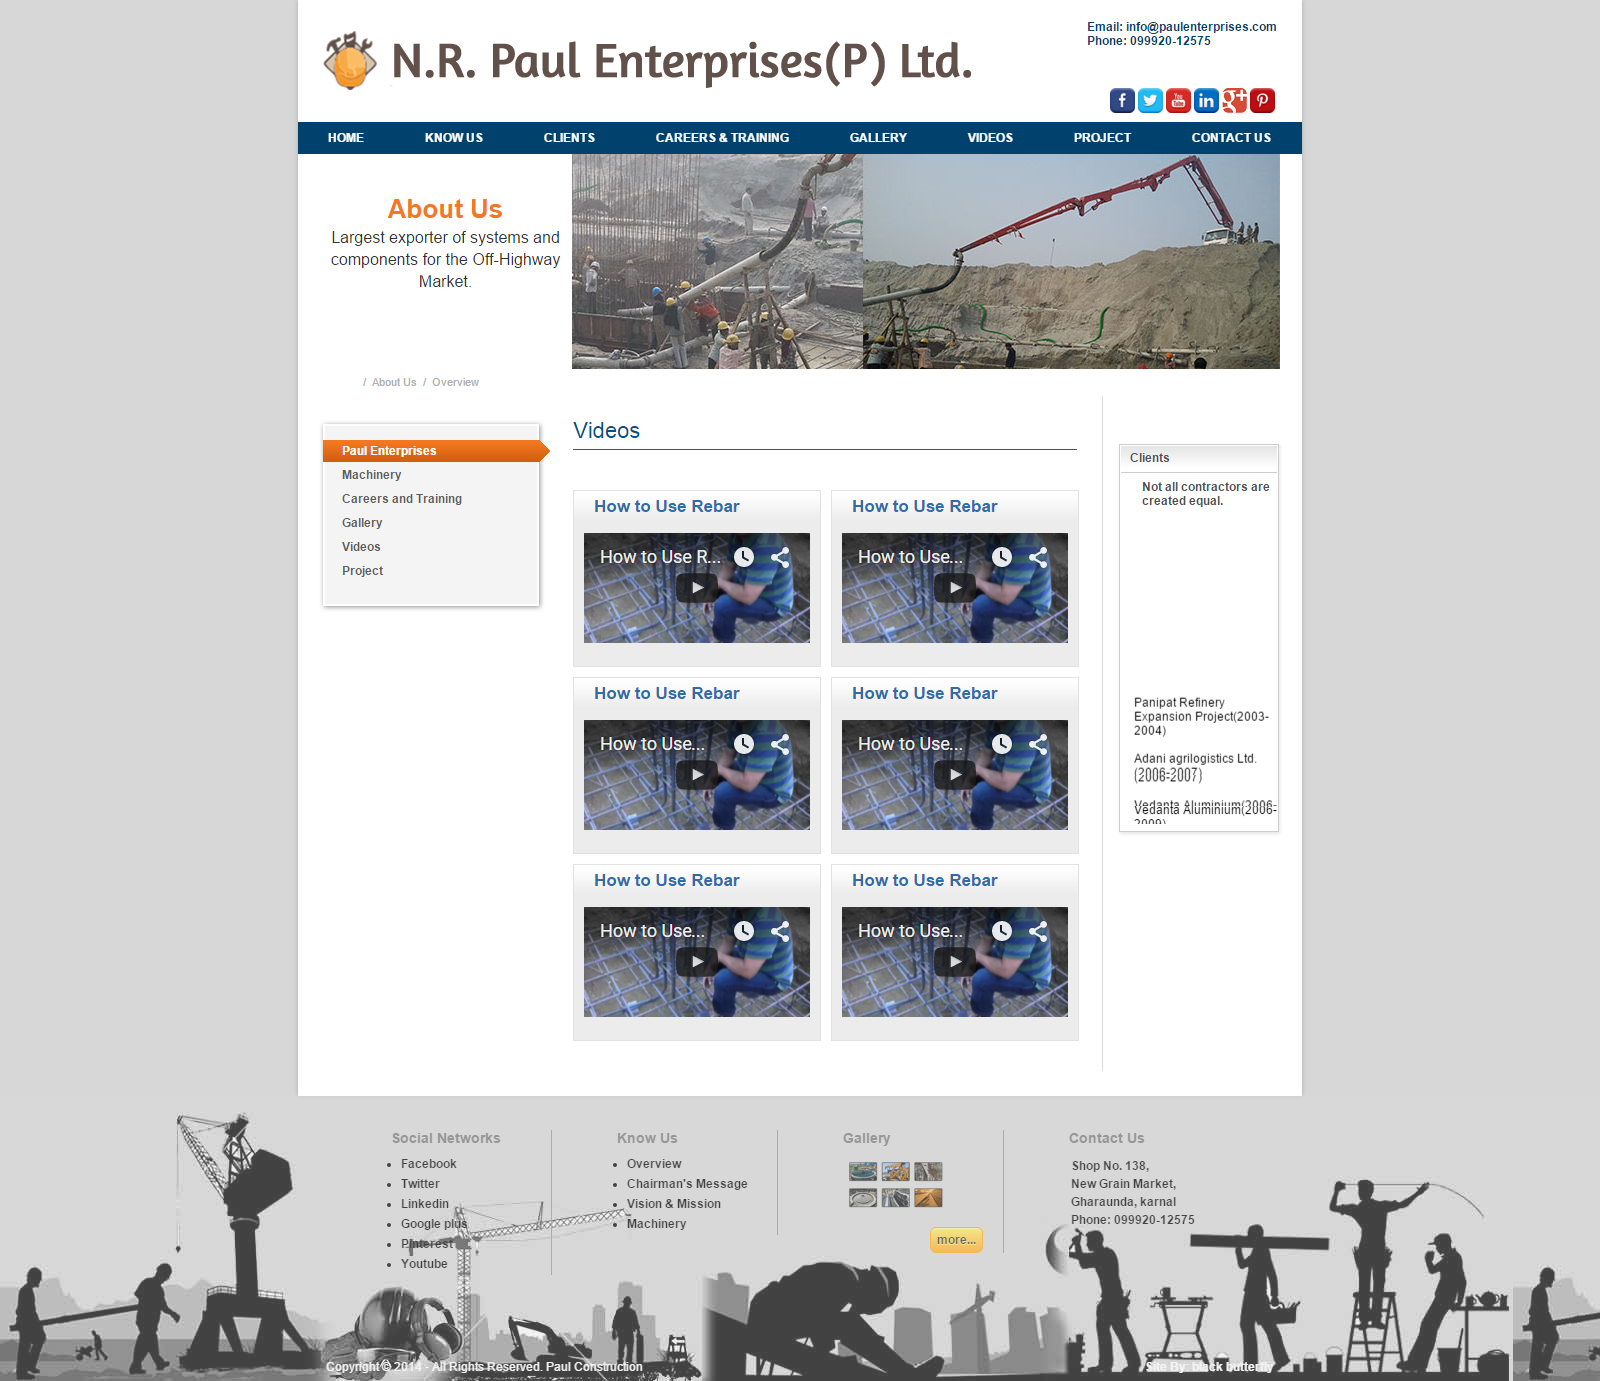 N.R. Paul Enterprises(P) Ltd.
Email: info@paulenterprises.com
Phone: 099920-12575
HOME KNOW US CLIENTS CAREERS & TRAINING GALLERY VIDEOS PROJECT CONTACT US
About Us
Largest exporter of systems and
components for the Off-Highway
Market.
/ About Us / Overview
Paul Enterprises
Machinery
Careers and Training
Gallery
Videos
Project
Videos
How to Use Rebar
How to Use R...
How to Use Rebar
How to Use...
How to Use Rebar
How to Use...
How to Use Rebar
How to Use...
How to Use Rebar
How to Use...
How to Use Rebar
How to Use...
Clients
Not all contractors are
created equal.
Panipat Refinery
Expansion Project(2003-
2004)
Adani agrilogistics Ltd.
(2006-2007)
Vedanta Aluminium(2006-
2009)
Social Networks
Facebook
Twitter
Linkedin
Google plus
Pinterest
Youtube
Know Us
Overview
Chairman's Message
Vision & Mission
Machinery
Gallery
more...
Contact Us
Shop No. 138,
New Grain Market,
Gharaunda, karnal
Phone: 099920-12575
Copyright © 2014 - All Rights Reserved. Paul Construction
Site By: black butterfly